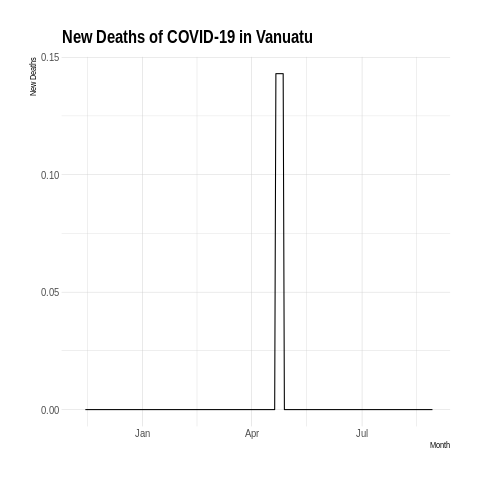 New Deaths of COVID-19 in Vanuatu
New Deaths
0.15
0.10
0.05
0.00
Jan Apr Jul
Month